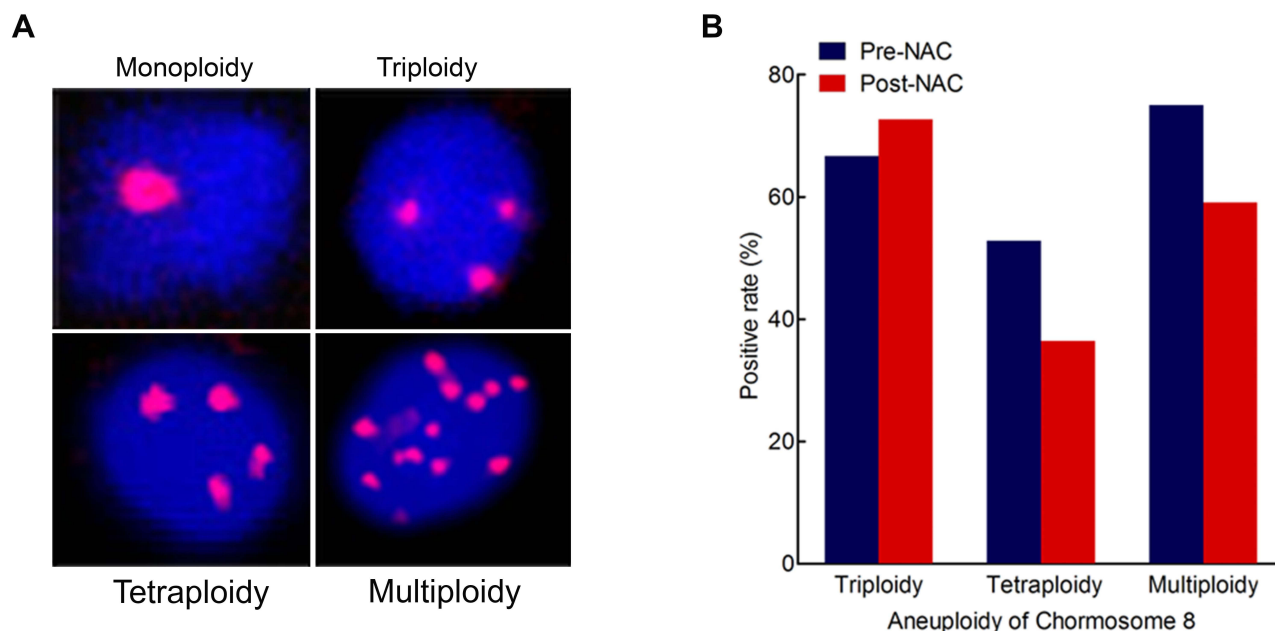 A
Monoploidy Triploidy
Tetraploidy Multiploidy
B
Pre-NAC
Post-NAC
Positive rate (%)
80
60
40
20
0
Triploidy Tetraploidy Multiploidy
Aneuploidy of Chormosome 8